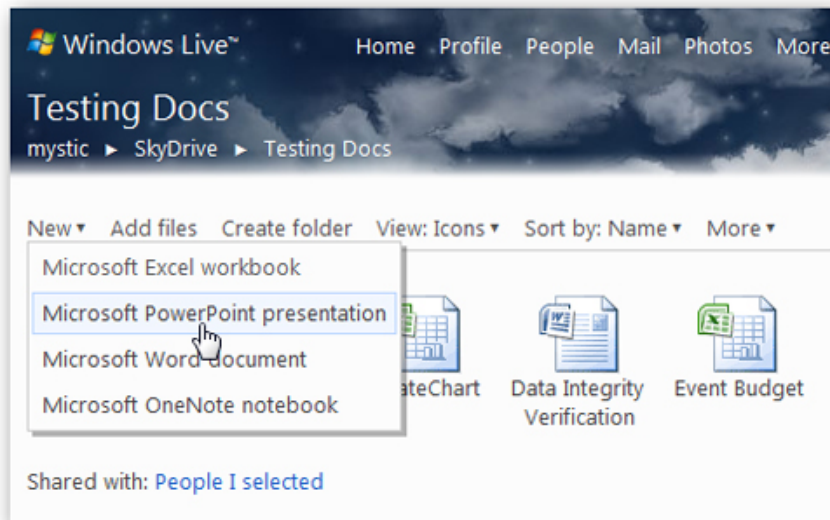 Windows Live™ Home Profile People Mail Photos More
Testing Docs
mystic ► SkyDrive ► Testing Docs
New ▾ Add files Create folder View: Icons ▾ Sort by: Name ▾ More ▾
Microsoft Excel workbook
Microsoft PowerPoint presentation
Microsoft Word document
Microsoft OneNote notebook
ateChart Data Integrity Event Budget
Verification
Shared with: People I selected